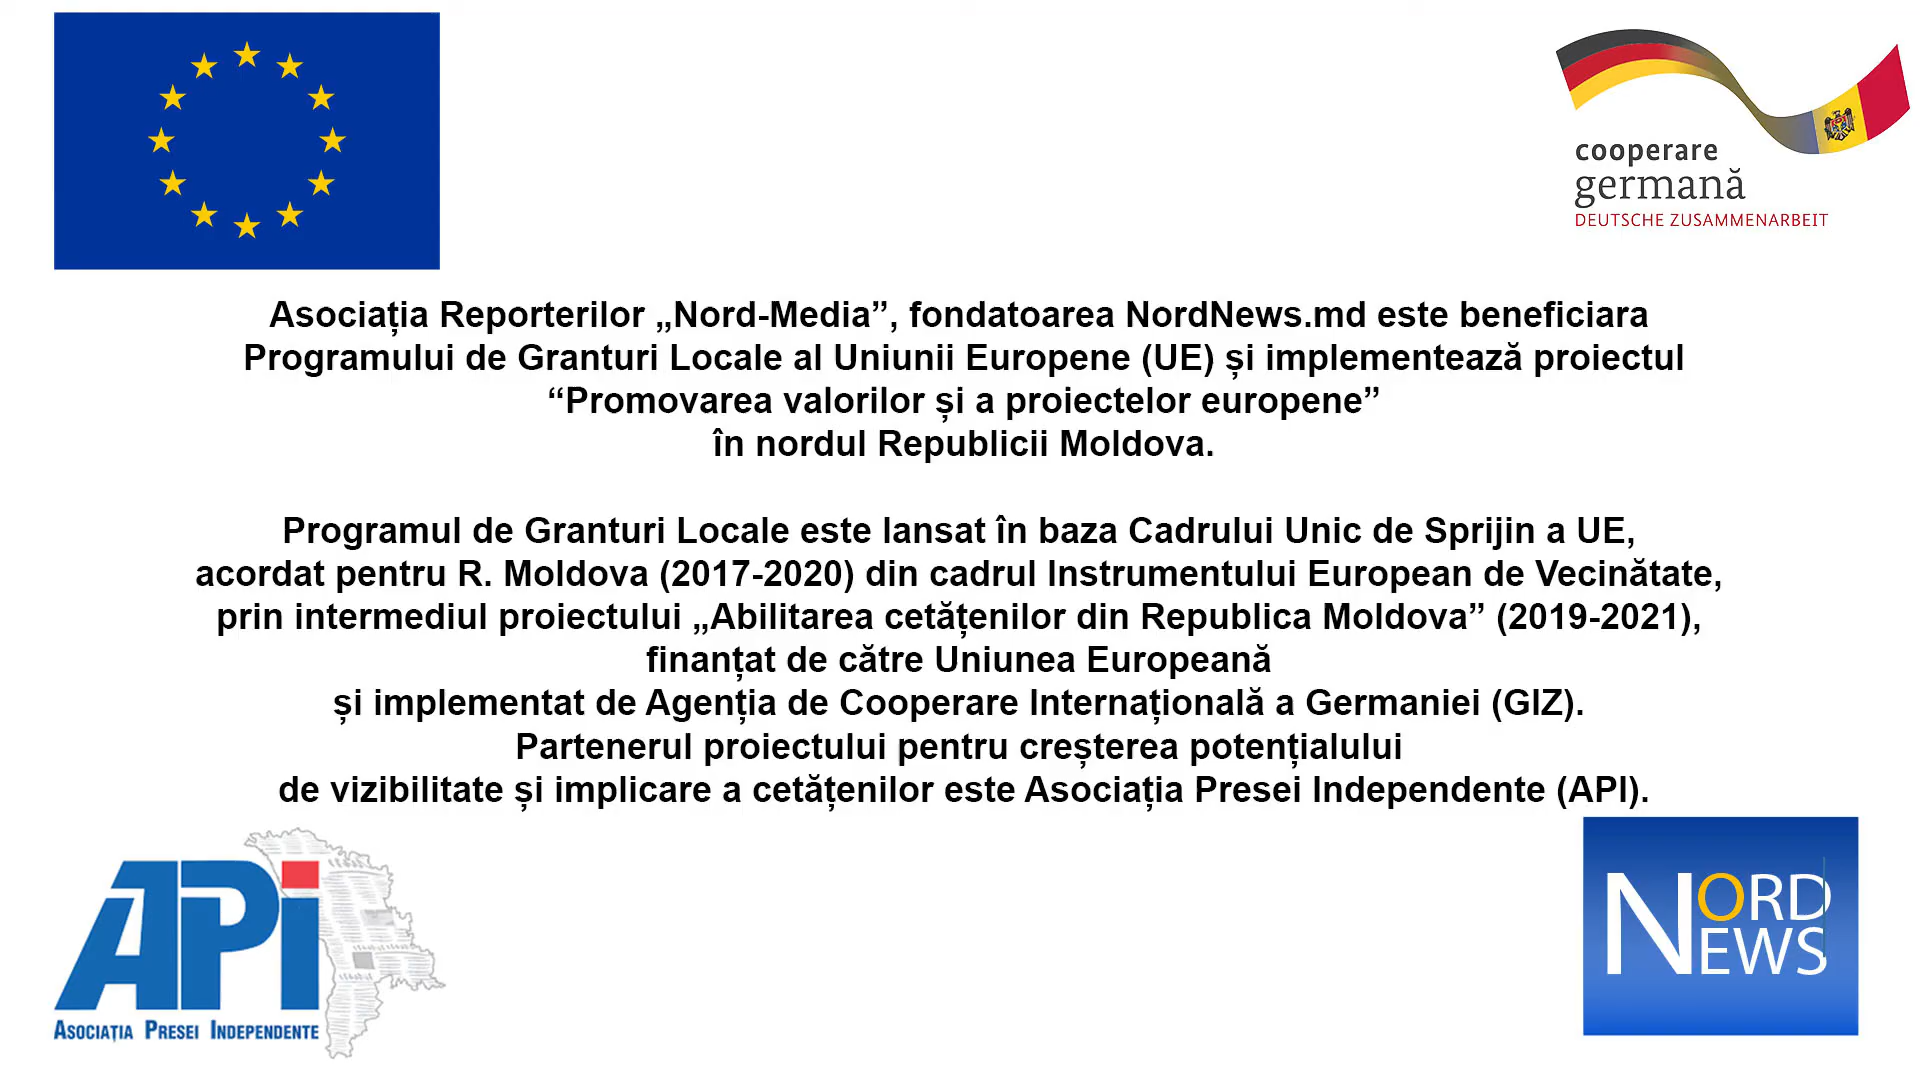 cooperare
germană
DEUTSCHE ZUSAMMENARBEIT
Asociația Reporterilor „Nord-Media”, fondatoarea NordNews.md este beneficiara
Programului de Granturi Locale al Uniunii Europene (UE) și implementează proiectul
“Promovarea valorilor și a proiectelor europene”
în nordul Republicii Moldova.
Programul de Granturi Locale este lansat în baza Cadrului Unic de Sprijin a UE,
acordat pentru R. Moldova (2017-2020) din cadrul Instrumentului European de Vecinătate,
prin intermediul proiectului „Abilitarea cetățenilor din Republica Moldova” (2019-2021),
finanțat de către Uniunea Europeană
și implementat de Agenția de Cooperare Internațională a Germaniei (GIZ).
Partenerul proiectului pentru creșterea potențialului
de vizibilitate și implicare a cetățenilor este Asociația Presei Independente (API).
APi
ASOCIAȚIA PRESEI INDEPENDENTE
NORD
NEWS